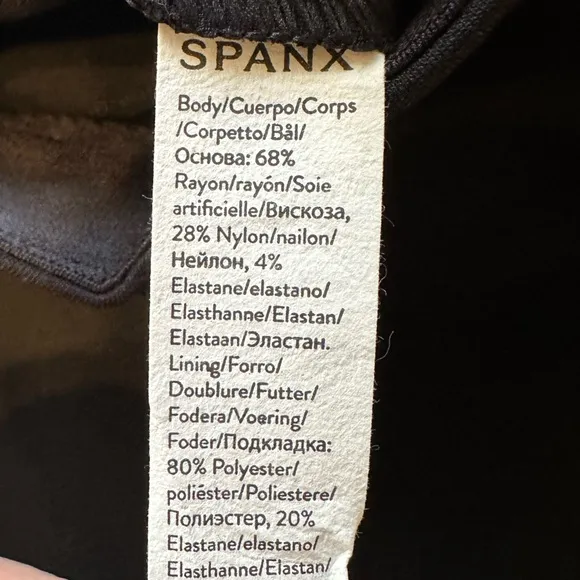 SPANX
Body/Cuerpo/Corps
/Corpetto/Bål/
Основа: 68%
Rayon/rayón/Soie
artificielle/Вискоза,
28% Nylon/nailon/
Нейлон, 4%
Elastane/elastano/
Elasthanne/Elastan/
Elastaan/Эластан.
Lining/Forro/
Doublure/Futter/
Fodera/Voering/
Foder/Подкладка:
80% Polyester/
poliéster/Poliestere/
Полиэстер, 20%
Elastane/elastano/
Elasthanne/Elastan/